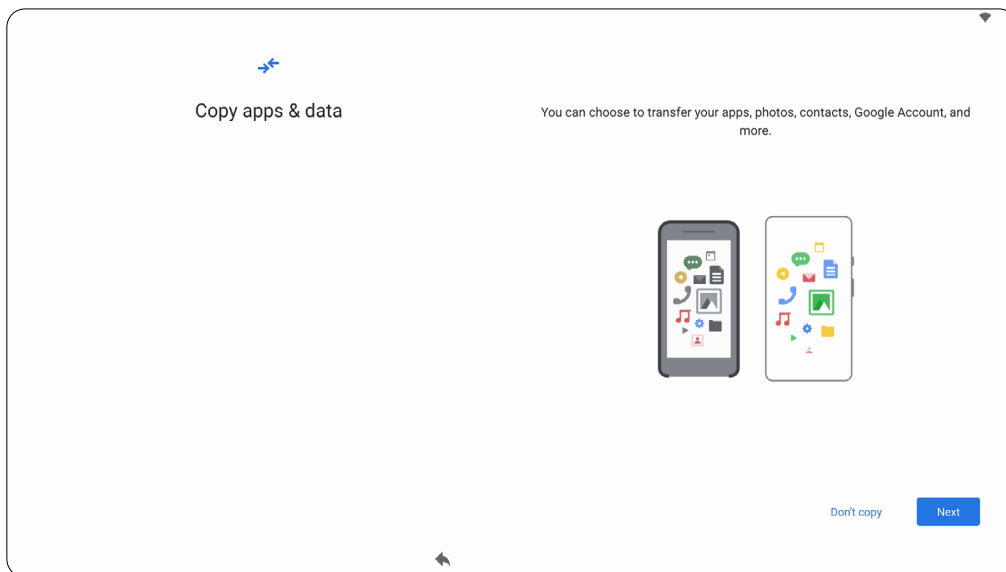 Copy apps & data
You can choose to transfer your apps, photos, contacts, Google Account, and
more.
Don't copy
Next